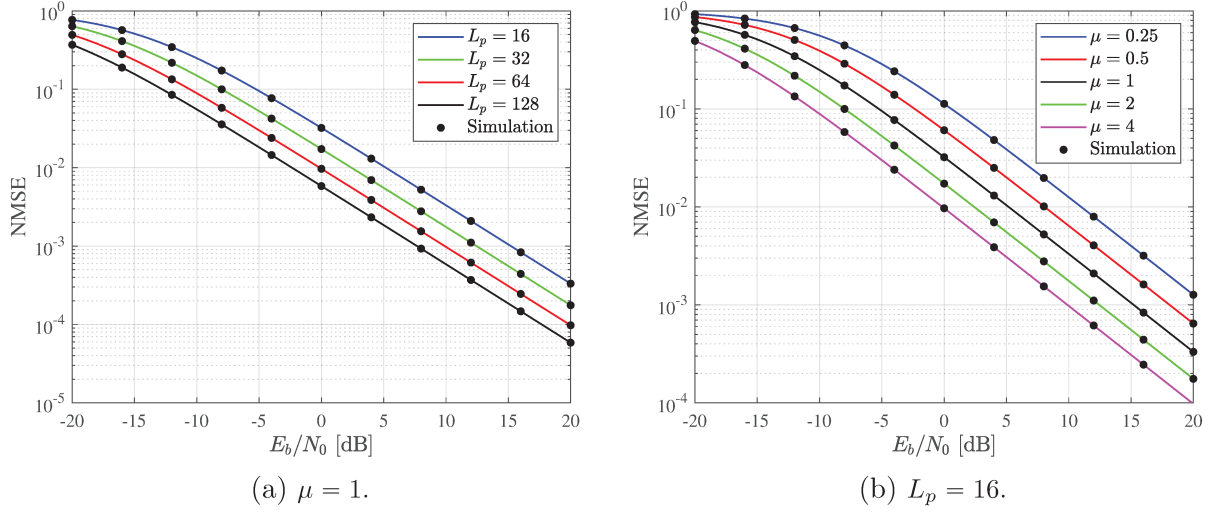 10^0
10^-1
10^-2
10^-3
10^-4
10^-5
NMSE
-20 -15 -10 -5 0 5 10 15 20
E_b/N_0 [dB]
L_p = 16
L_p = 32
L_p = 64
L_p = 128
Simulation
(a) μ = 1.
10^0
10^-1
10^-2
10^-3
10^-4
NMSE
-20 -15 -10 -5 0 5 10 15 20
E_b/N_0 [dB]
μ = 0.25
μ = 0.5
μ = 1
μ = 2
μ = 4
Simulation
(b) L_p = 16.